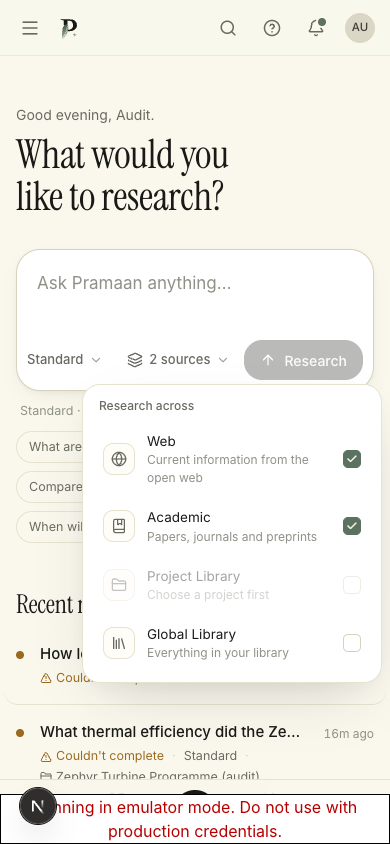 P
AU
Good evening, Audit.
What would you
like to research?
Ask Pramaan anything...
Standard
2 sources
Research
Standard ·
Research across
Web
Current information from the
open web
What are
Academic
Papers, journals and preprints
Compare
When wil
Project Library
Choose a project first
Recent r
Global Library
Everything in your library
How
What thermal efficiency did the Ze...
16m ago
Couldn't complete · Standard ·
Zephyr Turbine Programme (audit)
N
nning in emulator mode. Do not use with
production credentials.